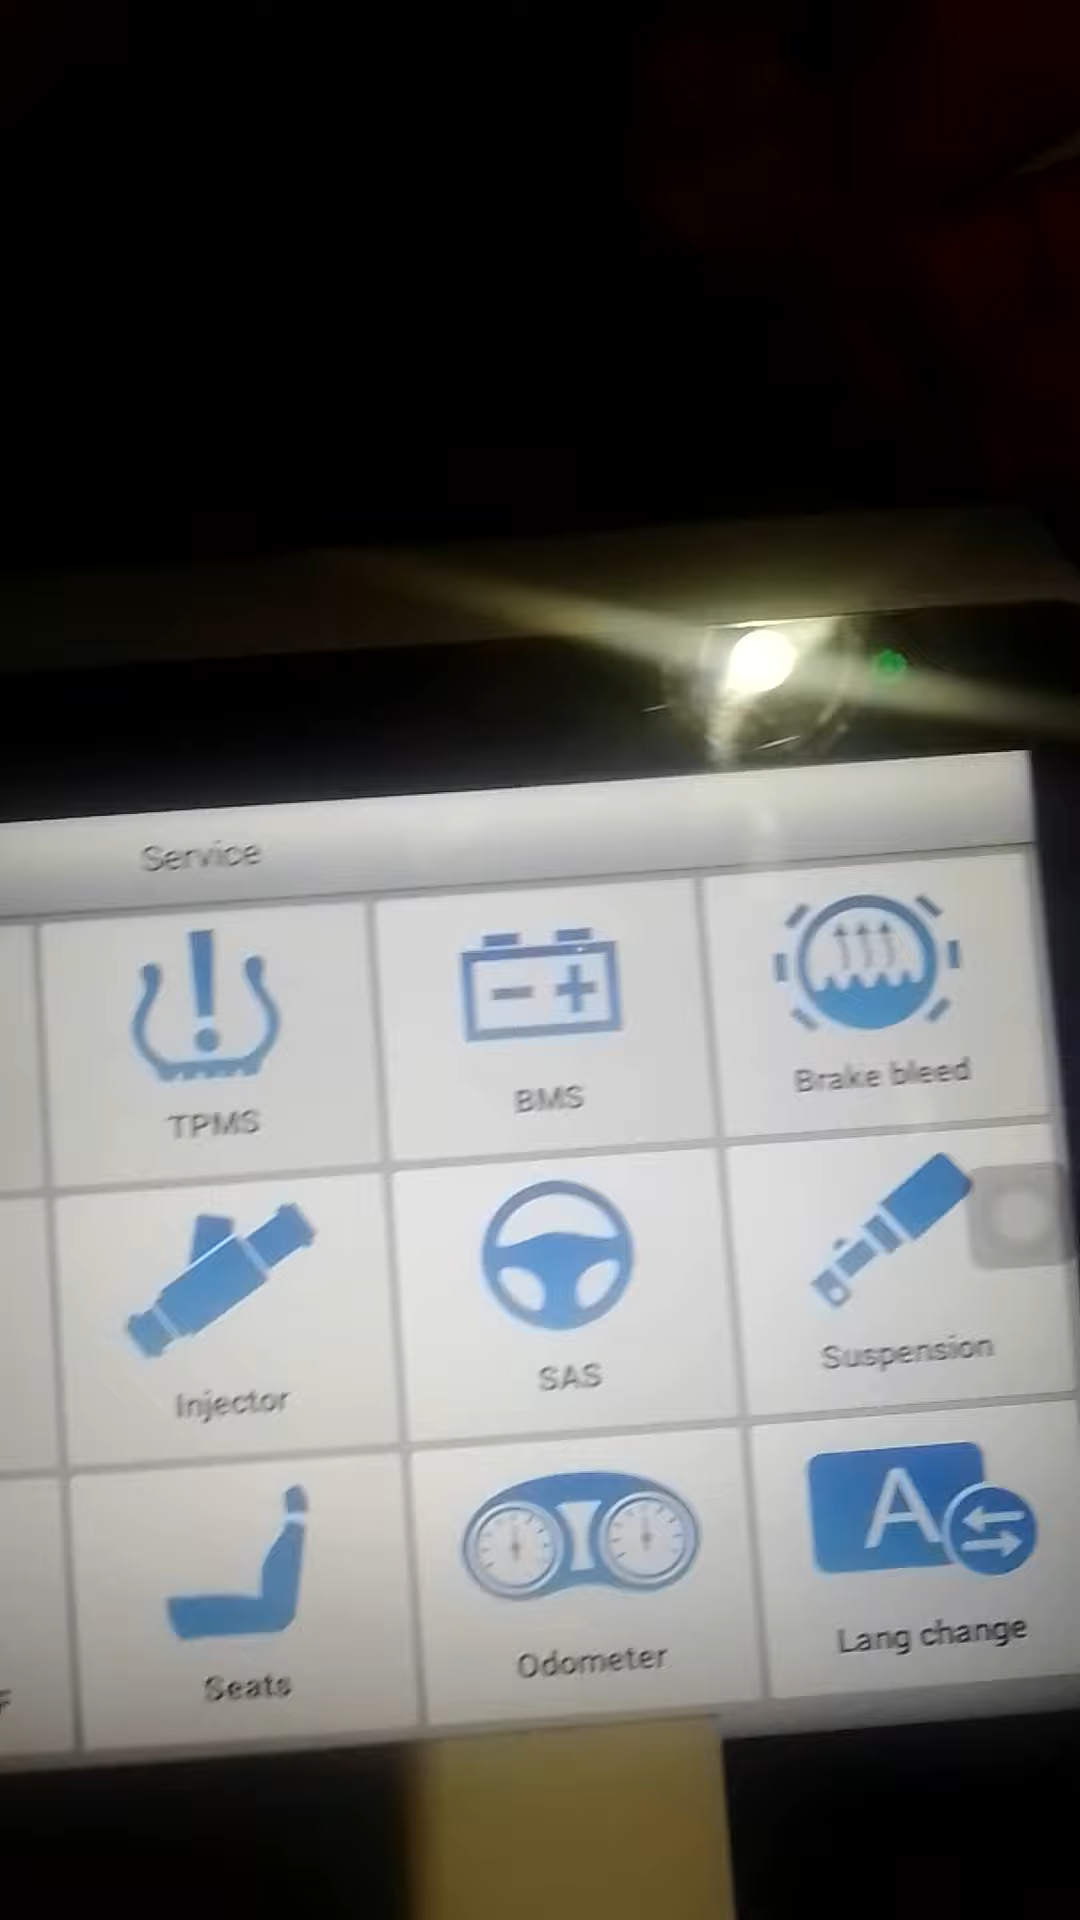 Service
TPMS
BMS
Brake bleed
Injector
SAS
Suspension
A
Seats
Odometer
Lang change